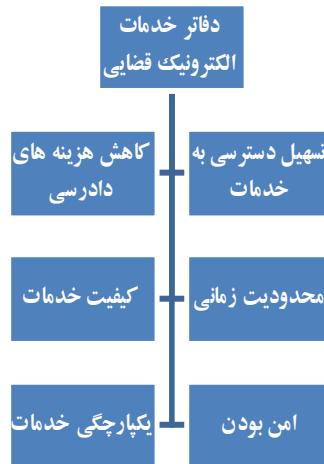 دفاتر خدمات
الکترونیک قضایی
تسهیل دسترسی به
خدمات
کاهش هزینه های
دادرسی
محدودیت زمانی
کیفیت خدمات
امن بودن
یکپارچگی خدمات